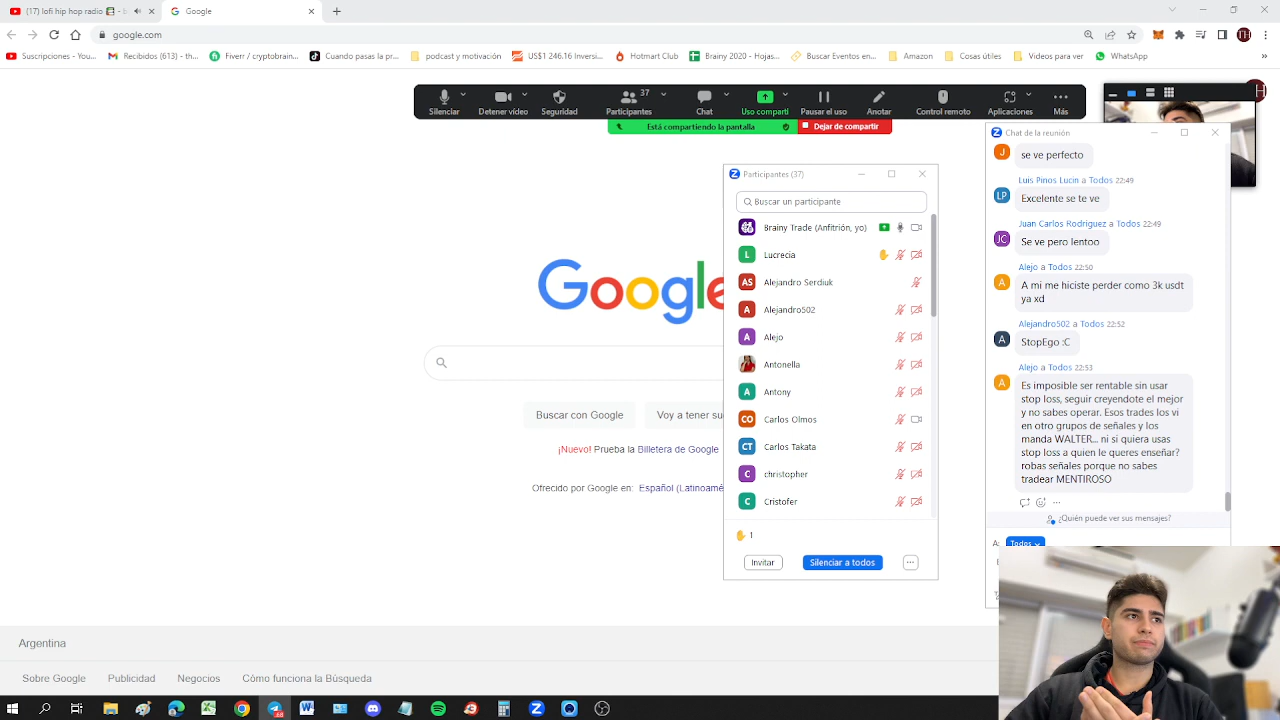 (17) lofi hip hop radio
Google
google.com
Suscripciones - You...
Recibidos (613) - th...
Fiverr / cryptobrain...
Cuando pasas la pr...
podcast y motivación
US$1 246.16 Inversi...
Hotmart Club
Brainy 2020 - Hojas...
Buscar Eventos en...
Amazon
Cosas útiles
Videos para ver
WhatsApp
»
37
Silenciar
Detener video
Seguridad
Participantes
Chat
Uso comparti
Pausar el uso
Anotar
Control remoto
Aplicaciones
Más
Está compartiendo la pantalla
Dejar de compartir
H
Google
Buscar con Google
Voy a tener su
¡Nuevo! Prueba la Billetera de Google
Ofrecido por Google en: Español (Latinoamé
Participantes (37)
Buscar un participante
Brainy Trade (Anfitrión, yo)
L Lucrecia
AS Alejandro Serdiuk
A Alejandro502
A Alejo
Antonella
A Antony
CO Carlos Olmos
CT Carlos Takata
C christopher
C Cristofer
1
Invitar
Silenciar a todos
Chat de la reunión
J se ve perfecto
Luis Pinos Lucin a Todos 22:49
LP Excelente se te ve
Juan Carlos Rodriguez a Todos 22:49
JC Se ve pero lentoo
Alejo a Todos 22:50
A A mi me hiciste perder como 3k usdt
ya xd
Alejandro502 a Todos 22:52
A StopEgo :C
Alejo a Todos 22:53
A Es imposible ser rentable sin usar
stop loss, seguir creyendote el mejor
y no sabes operar. Esos trades los vi
en otro grupos de señales y los
manda WALTER... ni si quiera usas
stop loss a quien le queres enseñar?
robas señales porque no sabes
tradear MENTIROSO
¿Quién puede ver sus mensajes?
Todos
Argentina
Sobre Google
Publicidad
Negocios
Cómo funciona la Búsqueda